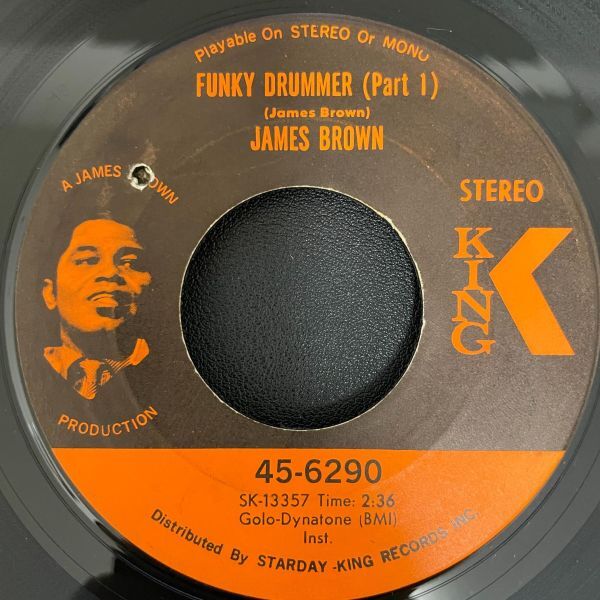 Playable On STEREO Or MONO
FUNKY DRUMMER (Part 1)
(James Brown)
JAMES BROWN
A JAMES
PRODUCTION
STEREO
KING
K
45-6290
SK-13357 Time: 2:36
Golo-Dynatone (BMI)
Inst.
Distributed By STARDAY-KING RECORDS INC.